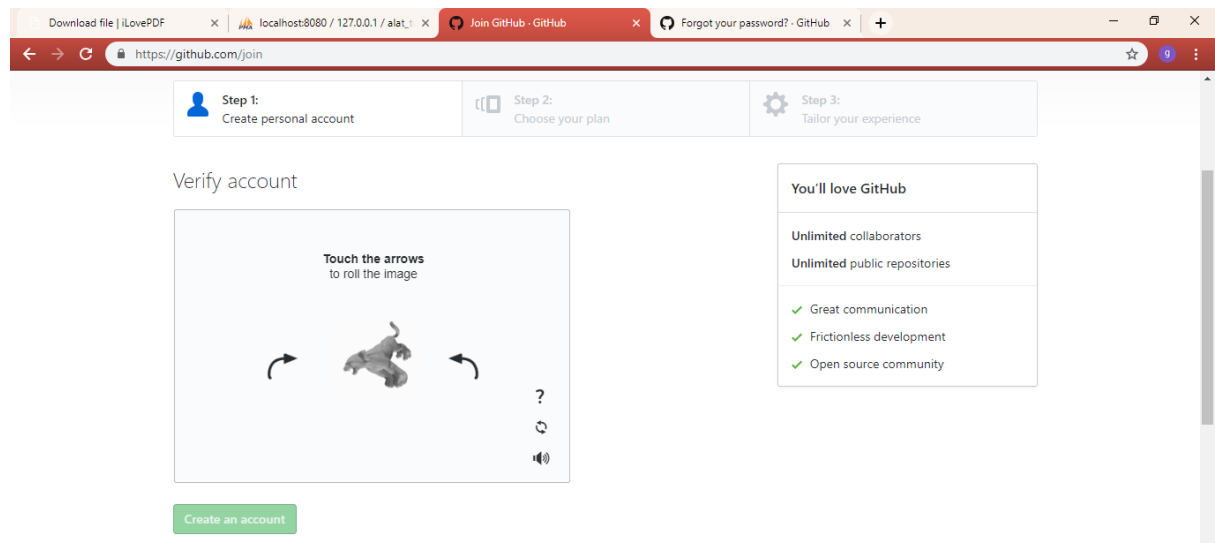 Download file | iLovePDF
localhost:8080 / 127.0.0.1 / alat_t
Join GitHub · GitHub
Forgot your password? · GitHub
https://github.com/join
g
Step 1:
Create personal account
Step 2:
Choose your plan
Step 3:
Tailor your experience
Verify account
Touch the arrows
to roll the image
?
Create an account
You'll love GitHub
Unlimited collaborators
Unlimited public repositories
Great communication
Frictionless development
Open source community